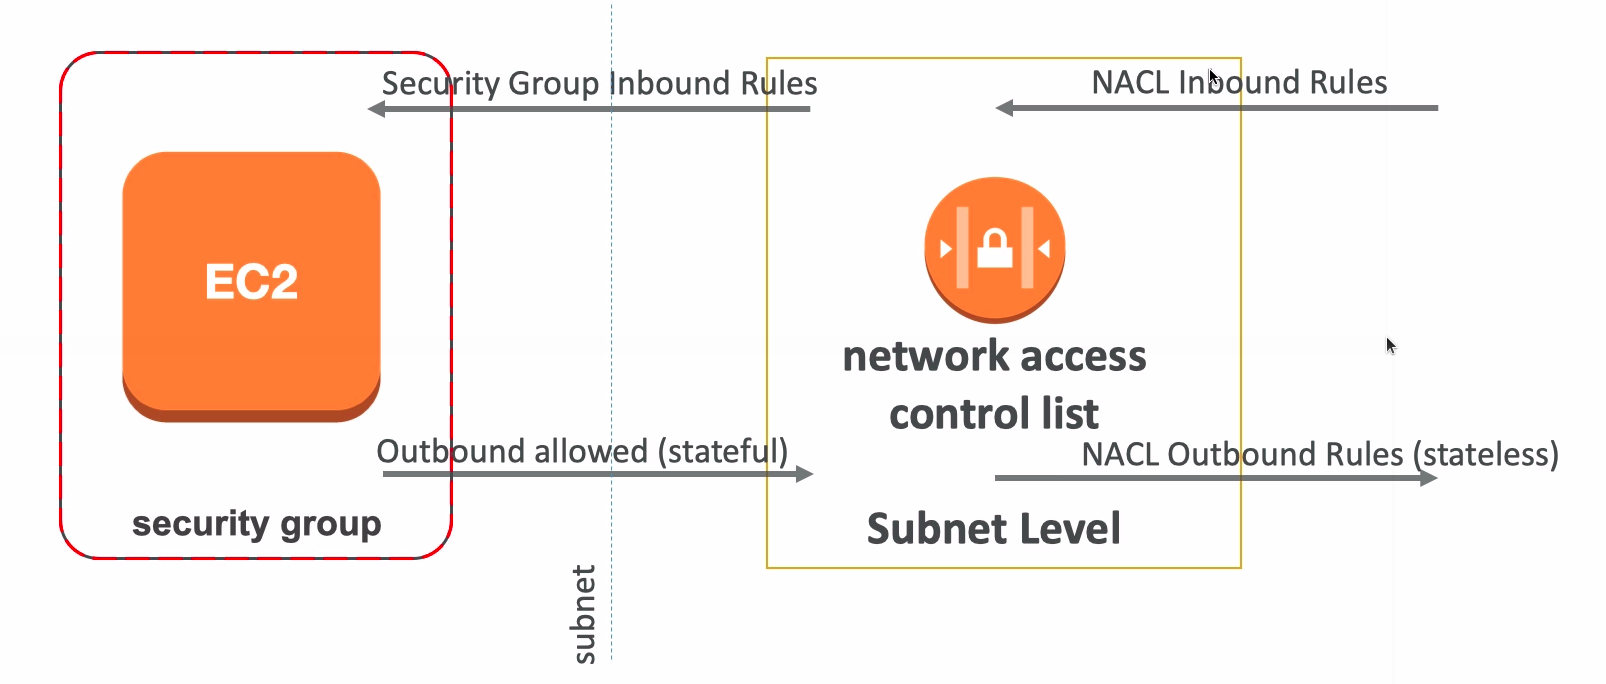 Security Group Inbound Rules
NACL Inbound Rules
EC2
network access
control list
Outbound allowed (stateful)
NACL Outbound Rules (stateless)
security group
Subnet Level
subnet